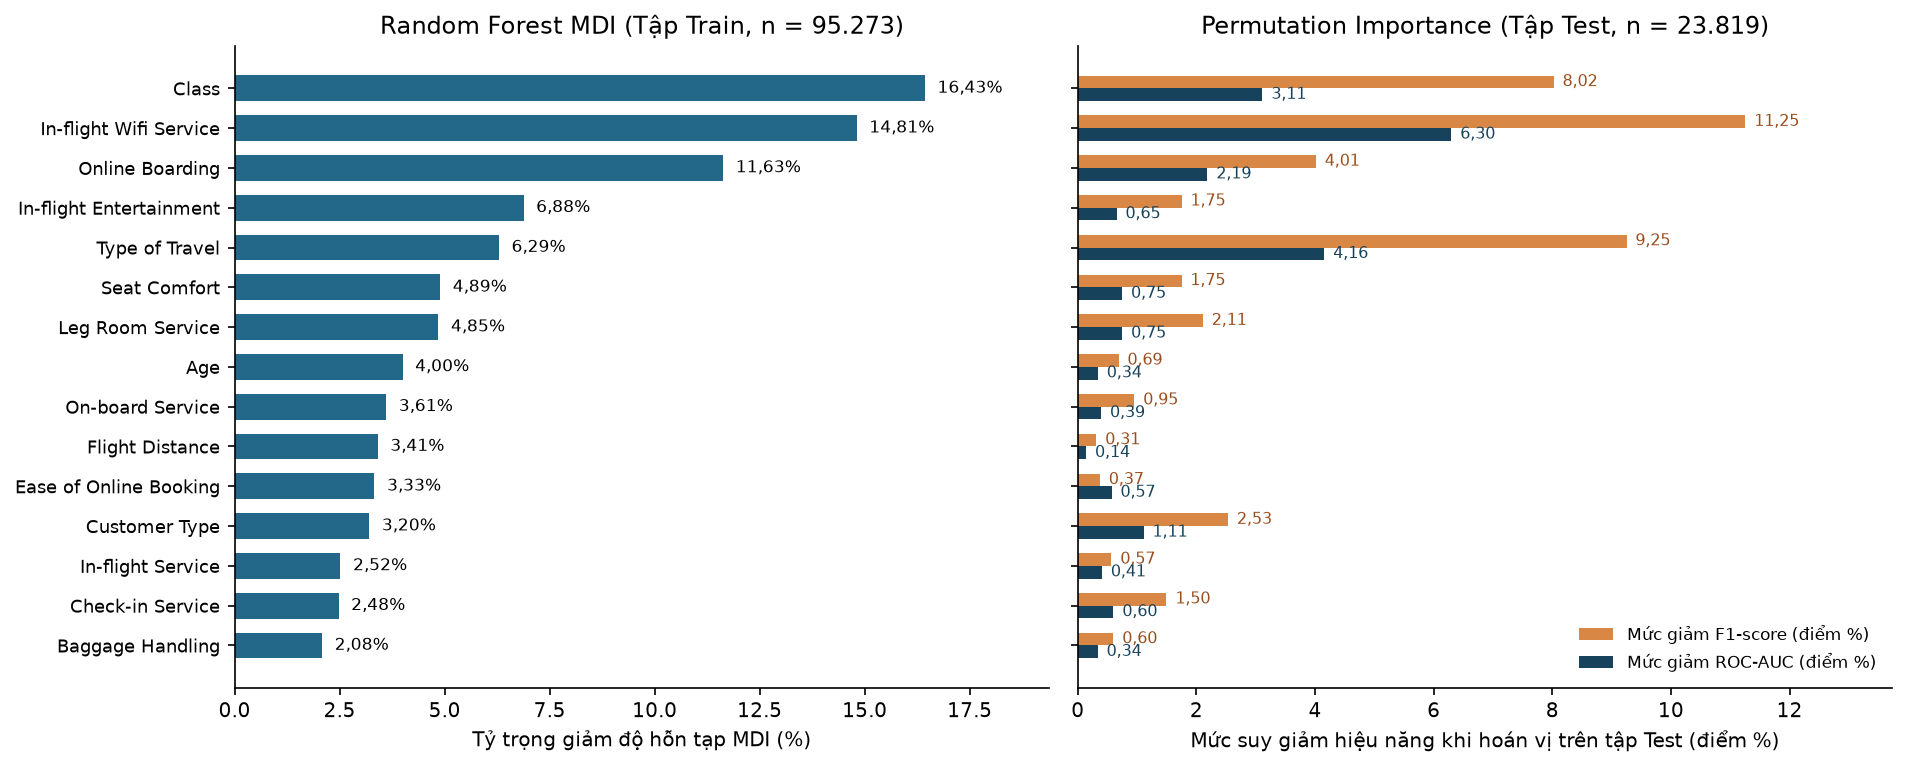 Random Forest MDI (Tập Train, n = 95.273)
Class 16,43%
In-flight Wifi Service 14,81%
Online Boarding 11,63%
In-flight Entertainment 6,88%
Type of Travel 6,29%
Seat Comfort 4,89%
Leg Room Service 4,85%
Age 4,00%
On-board Service 3,61%
Flight Distance 3,41%
Ease of Online Booking 3,33%
Customer Type 3,20%
In-flight Service 2,52%
Check-in Service 2,48%
Baggage Handling 2,08%
0.0 2.5 5.0 7.5 10.0 12.5 15.0 17.5
Tỷ trọng giảm độ hỗn tạp MDI (%)
Permutation Importance (Tập Test, n = 23.819)
8,02
3,11
11,25
6,30
4,01
2,19
1,75
0,65
9,25
4,16
1,75
0,75
2,11
0,75
0,69
0,34
0,95
0,39
0,31
0,14
0,37
0,57
2,53
1,11
0,57
0,41
1,50
0,60
0,60
0,34
Mức giảm F1-score (điểm %)
Mức giảm ROC-AUC (điểm %)
0 2 4 6 8 10 12
Mức suy giảm hiệu năng khi hoán vị trên tập Test (điểm %)